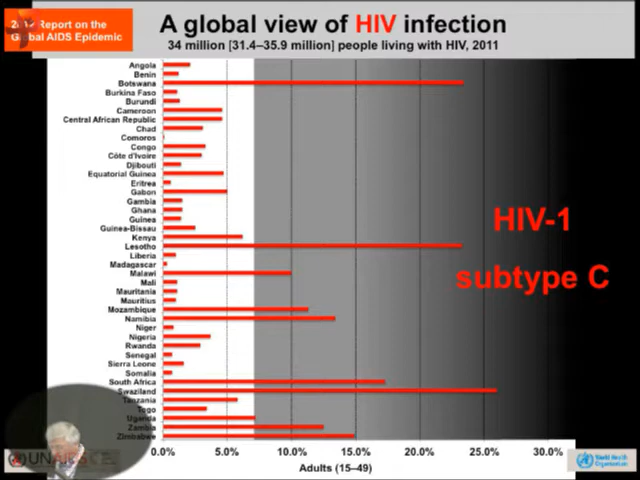 A global view of HIV infection
34 million [31.4–35.9 million] people living with HIV, 2011
Report on the
Global AIDS Epidemic
Angola
Benin
Botswana
Burkina Faso
Burundi
Cameroon
Central African Republic
Chad
Comoros
Congo
Côte d'Ivoire
Djibouti
Equatorial Guinea
Eritrea
Gabon
Gambia
Ghana
Guinea
Guinea-Bissau
Kenya
Lesotho
Liberia
Madagascar
Malawi
Mali
Mauritania
Mauritius
Mozambique
Namibia
Niger
Nigeria
Rwanda
Senegal
Sierra Leone
Somalia
South Africa
Swaziland
Tanzania
Togo
Uganda
Zambia
Zimbabwe
HIV-1
subtype C
0.0% 5.0% 10.0% 15.0% 20.0% 25.0% 30.0%
Adults (15–49)
UNAIDS
World Health
Organization